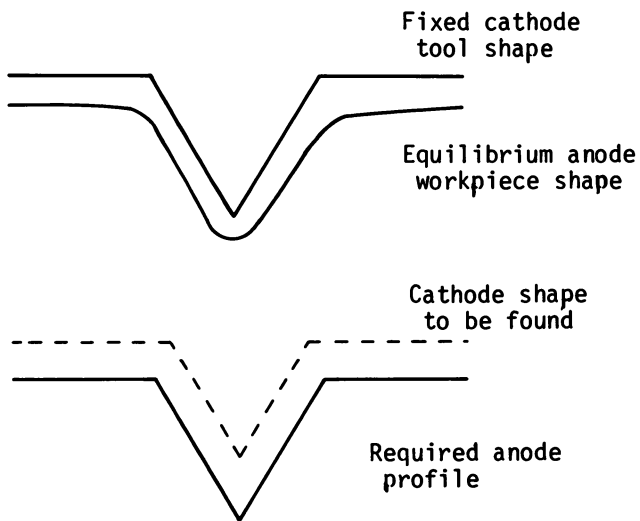 Fixed cathode
tool shape
Equilibrium anode
workpiece shape
Cathode shape
to be found
Required anode
profile